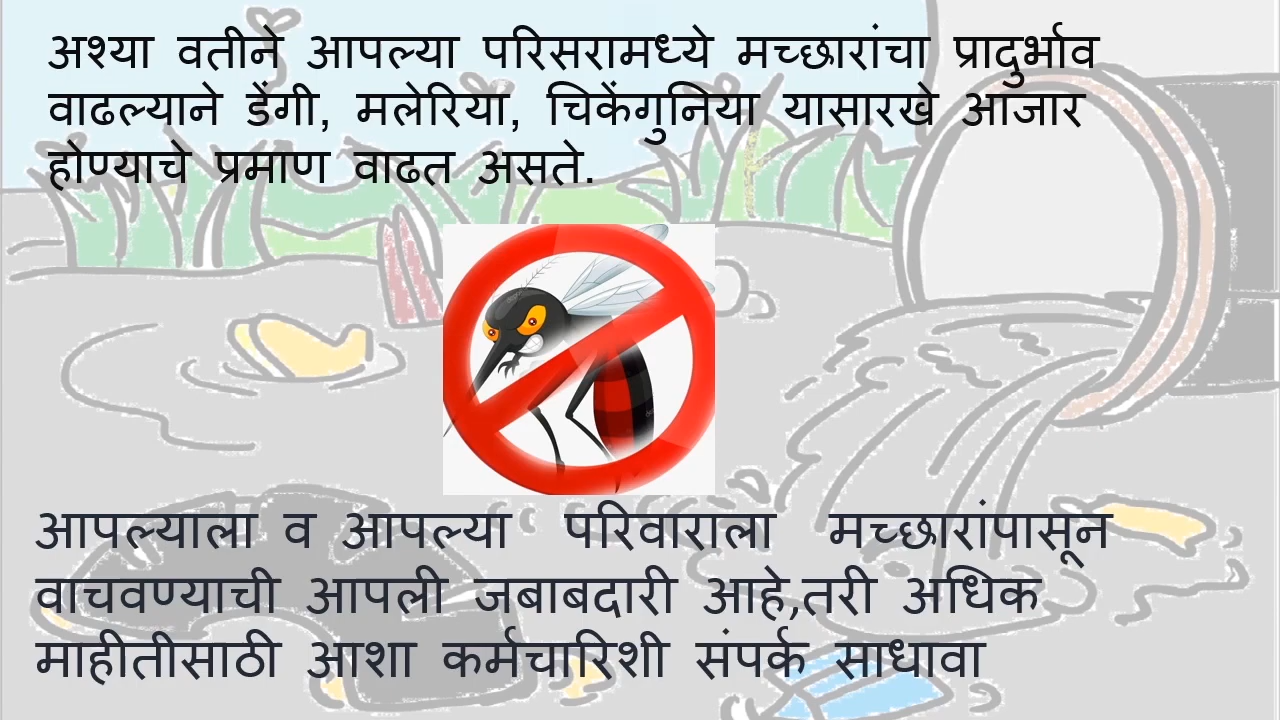 अश्या वतीने आपल्या परिसरामध्ये मच्छारांचा प्रादुर्भाव
वाढल्याने डेंगी, मलेरिया, चिकेंगुनिया यासारखे आजार
होण्याचे प्रमाण वाढत असते.
आपल्याला व आपल्या परिवाराला मच्छारांपासून
वाचवण्याची आपली जबाबदारी आहे,तरी अधिक
माहीतीसाठी आशा कर्मचारिशी संपर्क साधावा